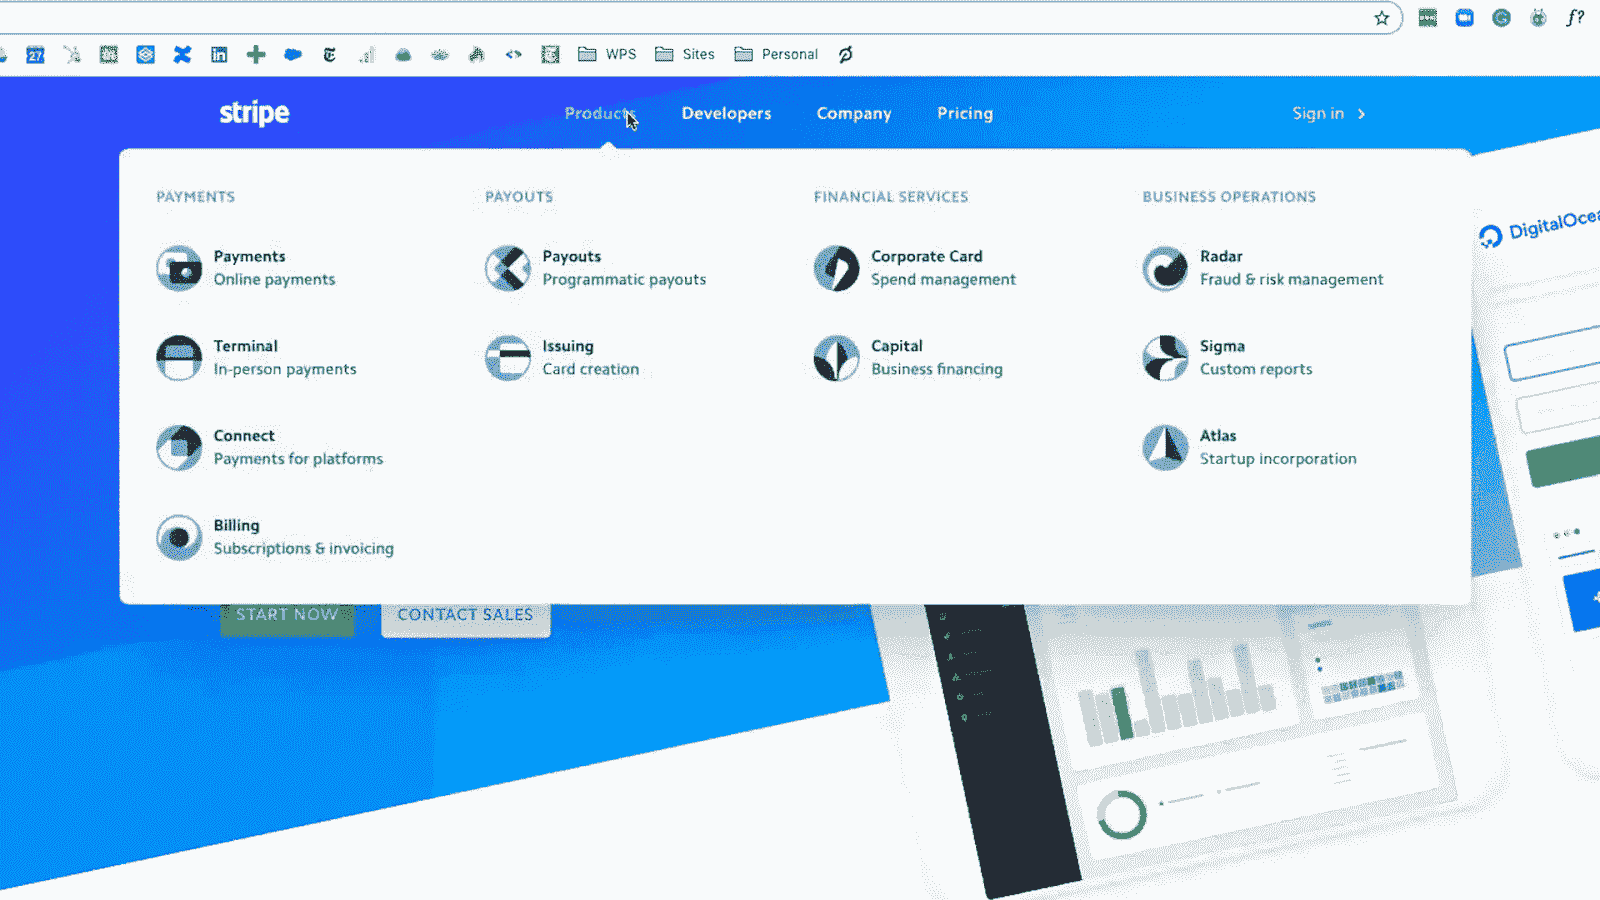 f?
27
WPS
Sites
Personal
stripe
Products
Developers
Company
Pricing
Sign in
PAYMENTS
Payments
Online payments
Terminal
In-person payments
Connect
Payments for platforms
Billing
Subscriptions & invoicing
PAYOUTS
Payouts
Programmatic payouts
Issuing
Card creation
FINANCIAL SERVICES
Corporate Card
Spend management
Capital
Business financing
BUSINESS OPERATIONS
Radar
Fraud & risk management
Sigma
Custom reports
Atlas
Startup incorporation
DigitalOcea
START NOW
CONTACT SALES